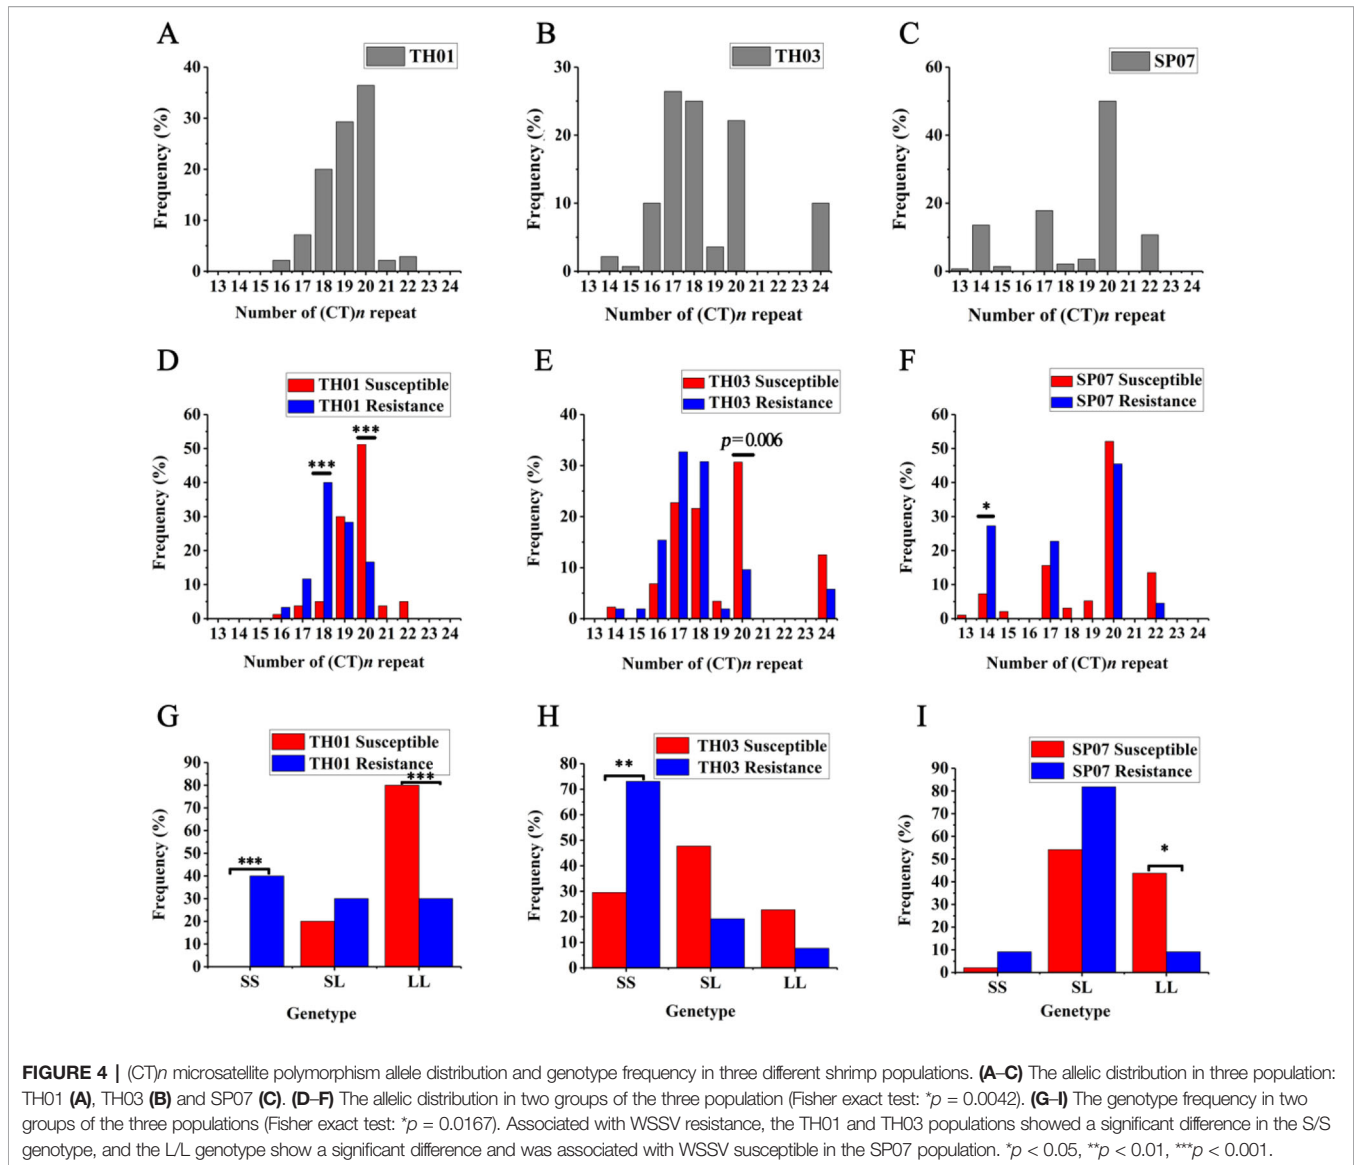 A
TH01
40
30
20
10
0
Frequency (%)
13 14 15 16 17 18 19 20 21 22 23 24
Number of (CT)n repeat
B
TH03
30
20
10
0
Frequency (%)
13 14 15 16 17 18 19 20 21 22 23 24
Number of (CT)n repeat
C
SP07
60
40
20
0
Frequency (%)
13 14 15 16 17 18 19 20 21 22 23 24
Number of (CT)n repeat
D
TH01 Susceptible
TH01 Resistance
60
50
40
30
20
10
0
Frequency (%)
***
***
13 14 15 16 17 18 19 20 21 22 23 24
Number of (CT)n repeat
E
TH03 Susceptible
TH03 Resistance
40
30
20
10
0
Frequency (%)
p=0.006
13 14 15 16 17 18 19 20 21 22 23 24
Number of (CT)n repeat
F
SP07 Susceptible
SP07 Resistance
60
50
40
30
20
10
0
Frequency (%)
*
13 14 15 16 17 18 19 20 21 22 23 24
Number of (CT)n repeat
G
TH01 Susceptible
TH01 Resistance
90
80
70
60
50
40
30
20
10
0
Frequency (%)
***
***
SS SL LL
Genetype
H
TH03 Susceptible
TH03 Resistance
80
70
60
50
40
30
20
10
0
Frequency (%)
**
SS SL LL
Genetype
I
SP07 Susceptible
SP07 Resistance
90
80
70
60
50
40
30
20
10
0
Frequency (%)
*
SS SL LL
Genetype
FIGURE 4 | (CT)n microsatellite polymorphism allele distribution and genotype frequency in three different shrimp populations. (A–C) The allelic distribution in three population:
TH01 (A), TH03 (B) and SP07 (C). (D–F) The allelic distribution in two groups of the three population (Fisher exact test: *p = 0.0042). (G–I) The genotype frequency in two
groups of the three populations (Fisher exact test: *p = 0.0167). Associated with WSSV resistance, the TH01 and TH03 populations showed a significant difference in the S/S
genotype, and the L/L genotype show a significant difference and was associated with WSSV susceptible in the SP07 population. *p < 0.05, **p < 0.01, ***p < 0.001.